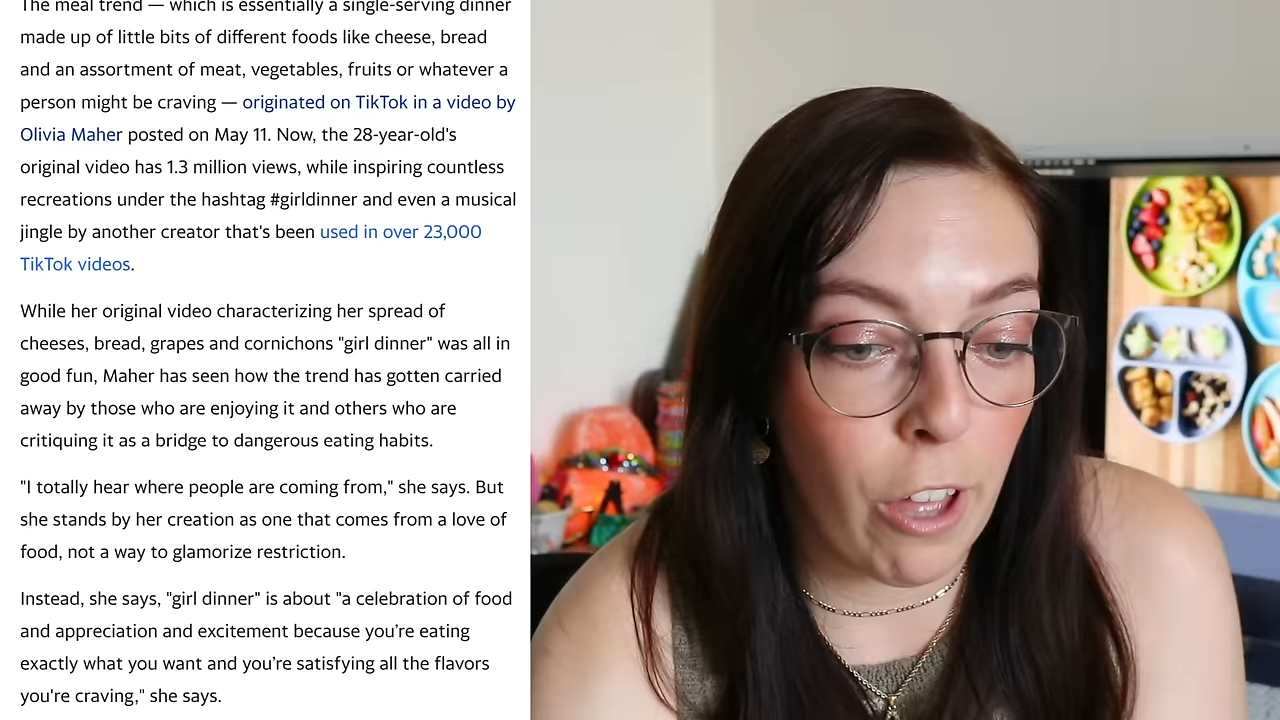 The meal trend — which is essentially a single-serving dinner
made up of little bits of different foods like cheese, bread
and an assortment of meat, vegetables, fruits or whatever a
person might be craving — originated on TikTok in a video by
Olivia Maher posted on May 11. Now, the 28-year-old's
original video has 1.3 million views, while inspiring countless
recreations under the hashtag #girldinner and even a musical
jingle by another creator that's been used in over 23,000
TikTok videos.
While her original video characterizing her spread of
cheeses, bread, grapes and cornichons "girl dinner" was all in
good fun, Maher has seen how the trend has gotten carried
away by those who are enjoying it and others who are
critiquing it as a bridge to dangerous eating habits.
"I totally hear where people are coming from," she says. But
she stands by her creation as one that comes from a love of
food, not a way to glamorize restriction.
Instead, she says, "girl dinner" is about "a celebration of food
and appreciation and excitement because you’re eating
exactly what you want and you’re satisfying all the flavors
you're craving," she says.